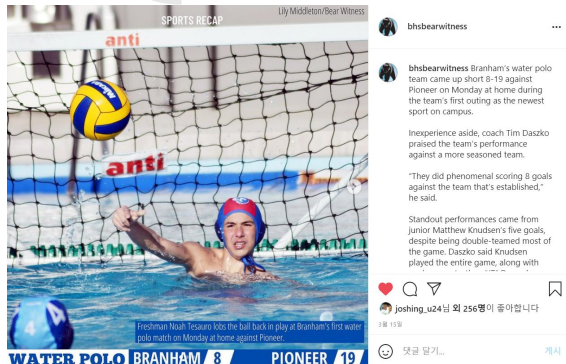 Lily Middleton/Bear Witness
SPORTS RECAP
anti
mikasa
anti
4 4
Freshman Noah Tesauro lobs the ball back in play at Branham's first water
polo match on Monday at home against Pioneer.
WATER POLO BRANHAM 8 PIONEER 19
bhsbearwitness
bhsbearwitness Branham's water polo
team came up short 8-19 against
Pioneer on Monday at home during
the team's first outing as the newest
sport on campus.
Inexperience aside, coach Tim Daszko
praised the team's performance
against a more seasoned team.
"They did phenomenal scoring 8 goals
against the team that's established,"
he said.
Standout performances came from
junior Matthew Knudsen's five goals,
despite being double-teamed most of
the game. Daszko said Knudsen
played the entire game, along with
joshing_u24님 외 256명이 좋아합니다
3월 15일
댓글 달기...
게시